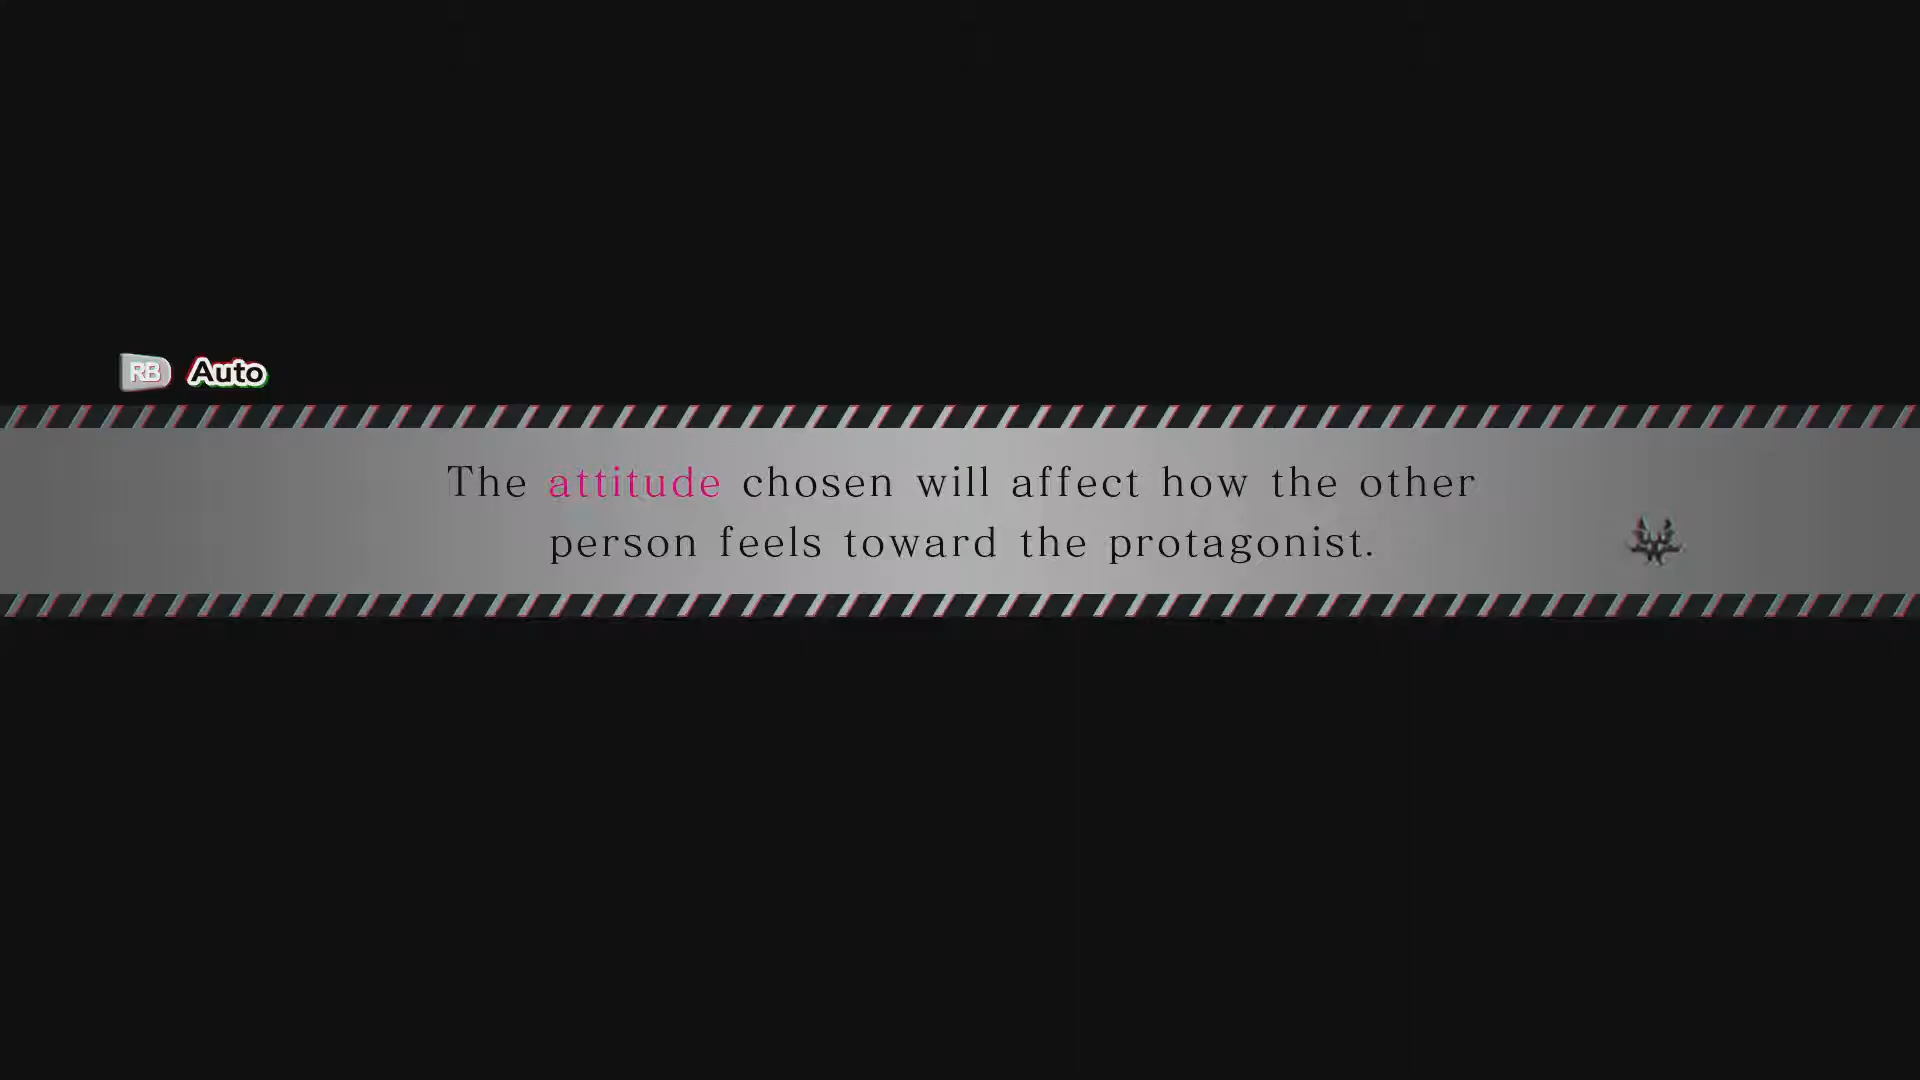 RB Auto
The attitude chosen will affect how the other
person feels toward the protagonist.